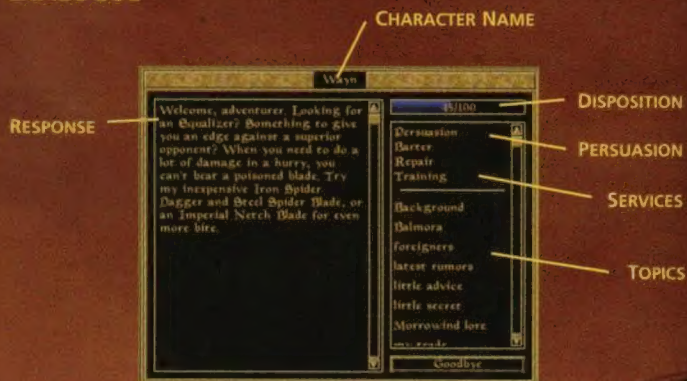 CHARACTER NAME
Wayn
RESPONSE
Welcome, adventurer. Looking for
an Equalizer? Something to give
you an edge against a superior
opponent? When you need to do a
lot of damage in a hurry, you
can't beat a poisoned blade. Try
my inexpensive Iron Spider
Dagger and Steel Spider Blade, or
an Imperial Netch Blade for even
more bite.
45/100
DISPOSITION
Persuasion
PERSUASION
Barter
Repair
Training
SERVICES
Background
Balmora
foreigners
latest rumors
TOPICS
little advice
little secret
Morrowind lore
my trade
Goodbye